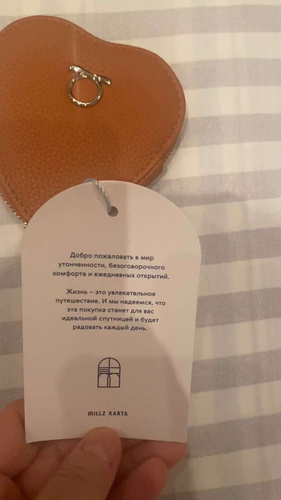 Добро пожаловать в мир
утонченности, безоговорочного
комфорта и ежедневных открытий.
Жизнь – это увлекательное
путешествие. И мы надеемся, что
эта покупка станет для вас
идеальной спутницей и будет
радовать каждый день.
MILLZ KARTA